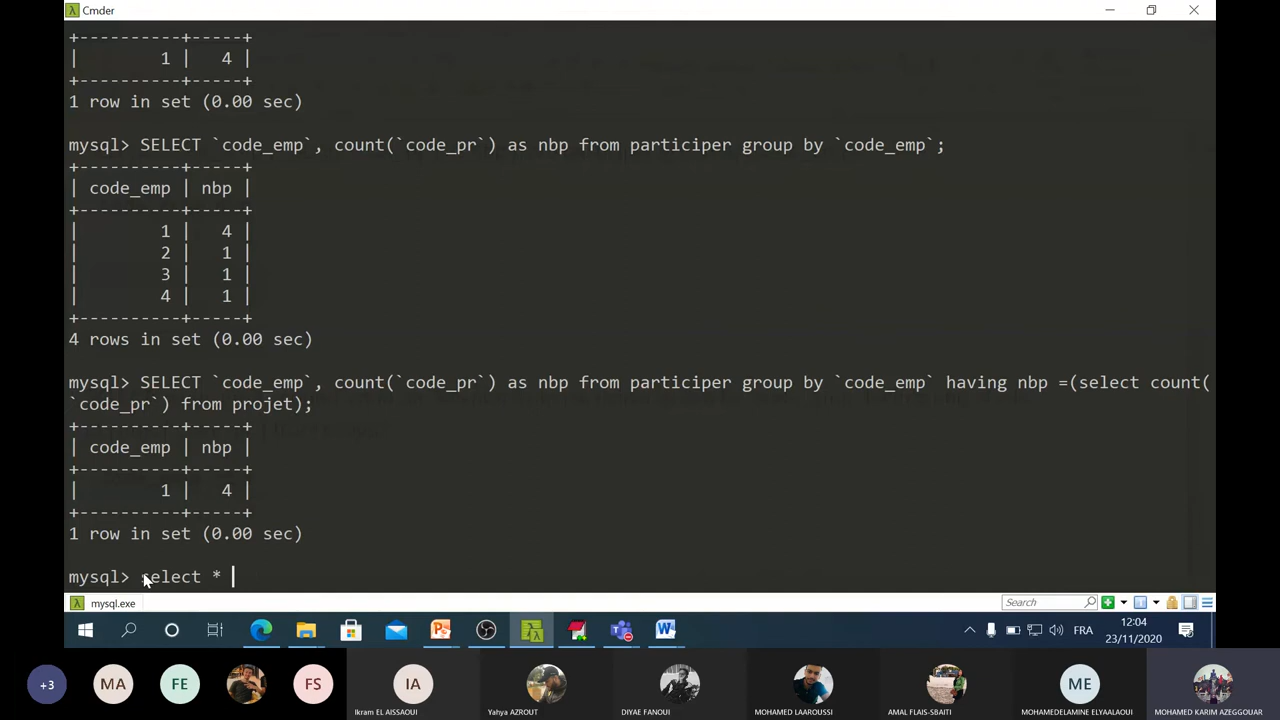 Cmder
+----------+-----+
| 1 | 4 |
+----------+-----+
1 row in set (0.00 sec)
mysql> SELECT `code_emp`, count(`code_pr`) as nbp from participer group by `code_emp`;
+----------+-----+
| code_emp | nbp |
+----------+-----+
| 1 | 4 |
| 2 | 1 |
| 3 | 1 |
| 4 | 1 |
+----------+-----+
4 rows in set (0.00 sec)
mysql> SELECT `code_emp`, count(`code_pr`) as nbp from participer group by `code_emp` having nbp =(select count(
`code_pr`) from projet);
+----------+-----+
| code_emp | nbp |
+----------+-----+
| 1 | 4 |
+----------+-----+
1 row in set (0.00 sec)
mysql> select *
mysql.exe
Search
FRA
12:04
23/11/2020
+3
MA
FE
FS
IA
ME
Ikram EL AISSAOUI
Yahya AZROUT
DIYAE FANOUI
MOHAMED LAAROUSSI
AMAL FLAIS-SBAITI
MOHAMEDELAMINE ELYAALAOUI
MOHAMED KARIM AZEGGOUAR